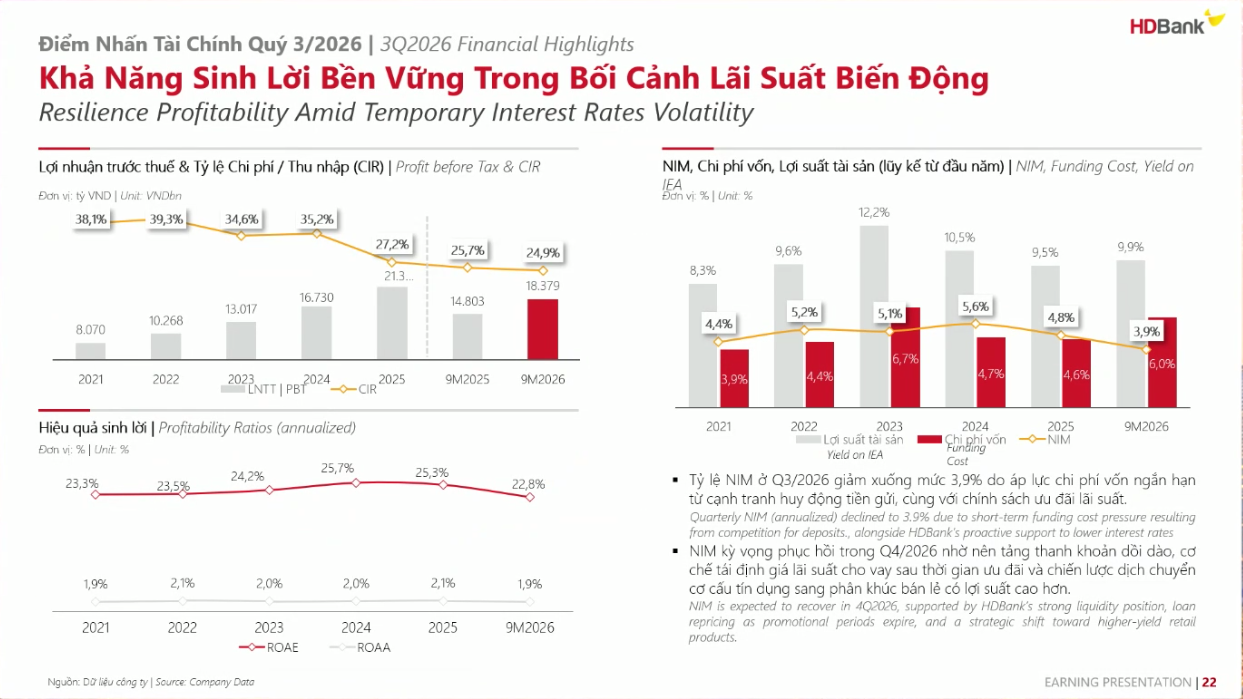 HDBank
Điểm Nhấn Tài Chính Quý 3/2026 | 3Q2026 Financial Highlights
Khả Năng Sinh Lời Bền Vững Trong Bối Cảnh Lãi Suất Biến Động
Resilience Profitability Amid Temporary Interest Rates Volatility
Lợi nhuận trước thuế & Tỷ lệ Chi phí / Thu nhập (CIR) | Profit before Tax & CIR
Đơn vị: tỷ VND | Unit: VNDbn
38,1% 39,3% 34,6% 35,2% 27,2% 25,7% 24,9%
8.070 10.268 13.017 16.730 21.3... 14.803 18.379
2021 2022 2023 2024 2025 9M2025 9M2026
LNTT | PBT CIR
Hiệu quả sinh lời | Profitability Ratios (annualized)
Đơn vị: % | Unit: %
23,3% 23,5% 24,2% 25,7% 25,3% 22,8%
1,9% 2,1% 2,0% 2,0% 2,1% 1,9%
2021 2022 2023 2024 2025 9M2026
ROAE ROAA
NIM, Chi phí vốn, Lợi suất tài sản (lũy kế từ đầu năm) | NIM, Funding Cost, Yield on
IEA
Đơn vị: % | Unit: %
8,3% 9,6% 12,2% 10,5% 9,5% 9,9%
4,4% 5,2% 5,1% 5,6% 4,8% 3,9%
3,9% 4,4% 6,7% 4,7% 4,6% 6,0%
2021 2022 2023 2024 2025 9M2026
Lợi suất tài sản Chi phí vốn NIM
Yield on IEA Funding
Cost
▪ Tỷ lệ NIM ở Q3/2026 giảm xuống mức 3,9% do áp lực chi phí vốn ngắn hạn
từ cạnh tranh huy động tiền gửi, cùng với chính sách ưu đãi lãi suất.
Quarterly NIM (annualized) declined to 3.9% due to short-term funding cost pressure resulting
from competition for deposits., alongside HDBank's proactive support to lower interest rates
▪ NIM kỳ vọng phục hồi trong Q4/2026 nhờ nên tảng thanh khoản dồi dào, cơ
chế tái định giá lãi suất cho vay sau thời gian ưu đãi và chiến lược dịch chuyển
cơ cấu tín dụng sang phân khúc bán lẻ có lợi suất cao hơn.
NIM is expected to recover in 4Q2026, supported by HDBank's strong liquidity position, loan
repricing as promotional periods expire, and a strategic shift toward higher-yield retail
products.
Nguồn: Dữ liệu công ty | Source: Company Data
EARNING PRESENTATION | 22